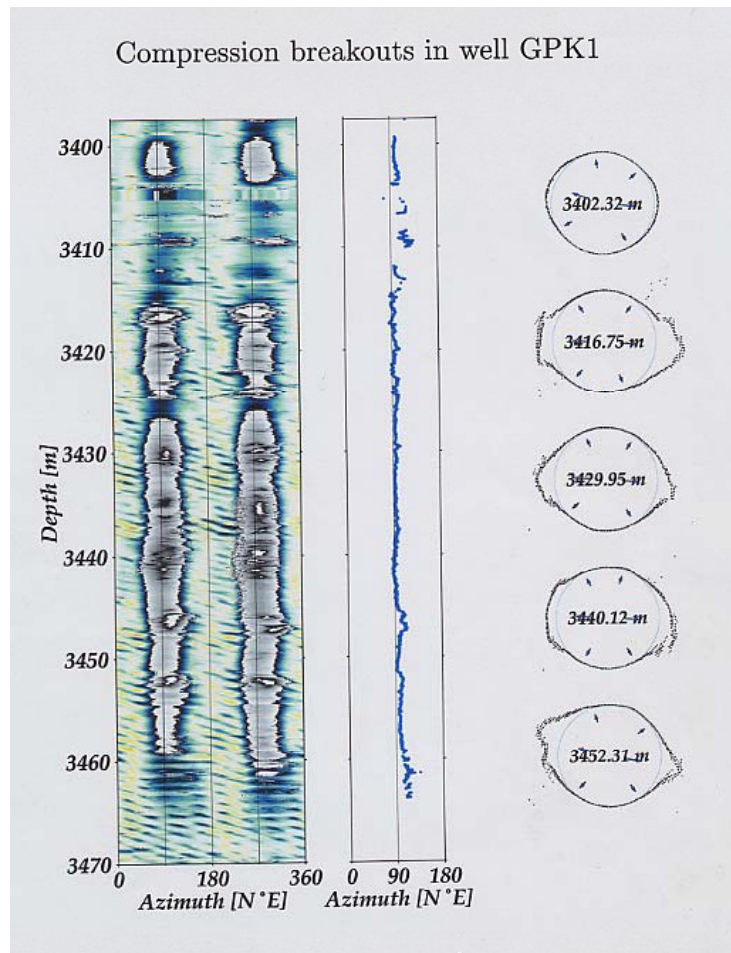 Compression breakouts in well GPK1
3400
3410
3420
3430
3440
3450
3460
3470
Depth [m]
0 180 360
Azimuth [N°E]
0 90 180
Azimuth [N°E]
3402.32 m
3416.75 m
3429.95 m
3440.12 m
3452.31 m